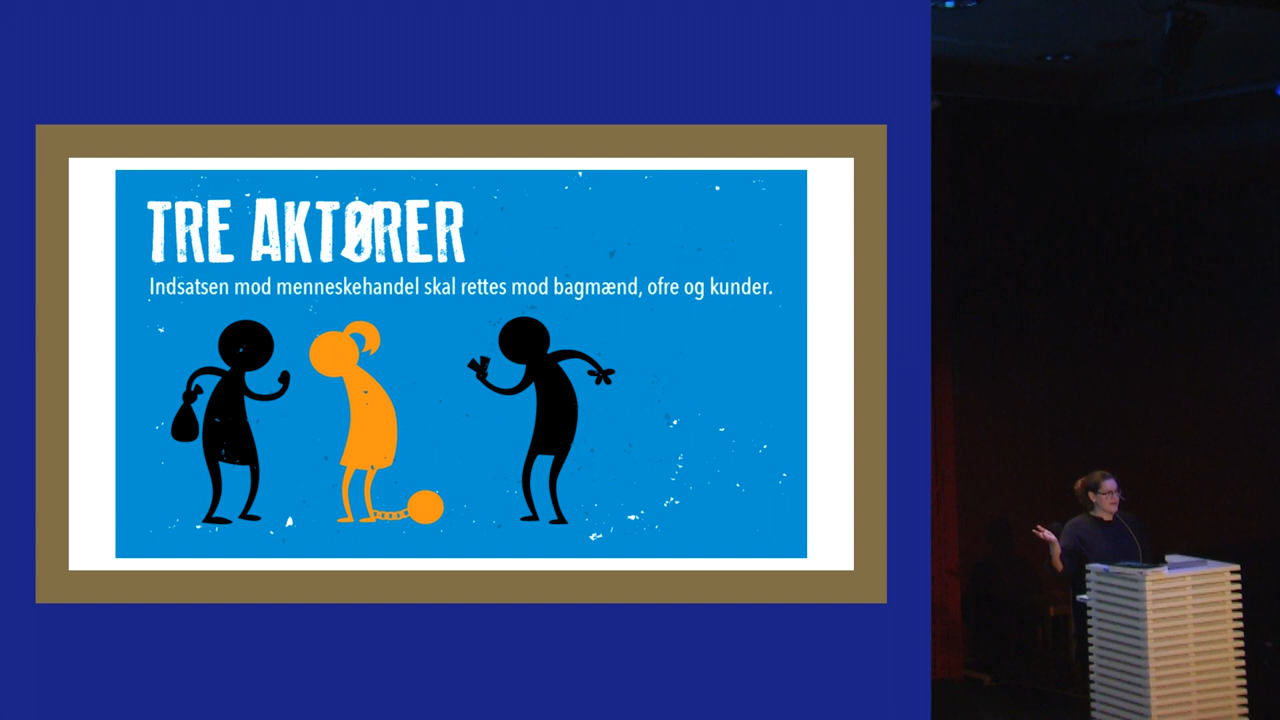 TRE AKTØRER
Indsatsen mod menneskehandel skal rettes mod bagmænd, ofre og kunder.